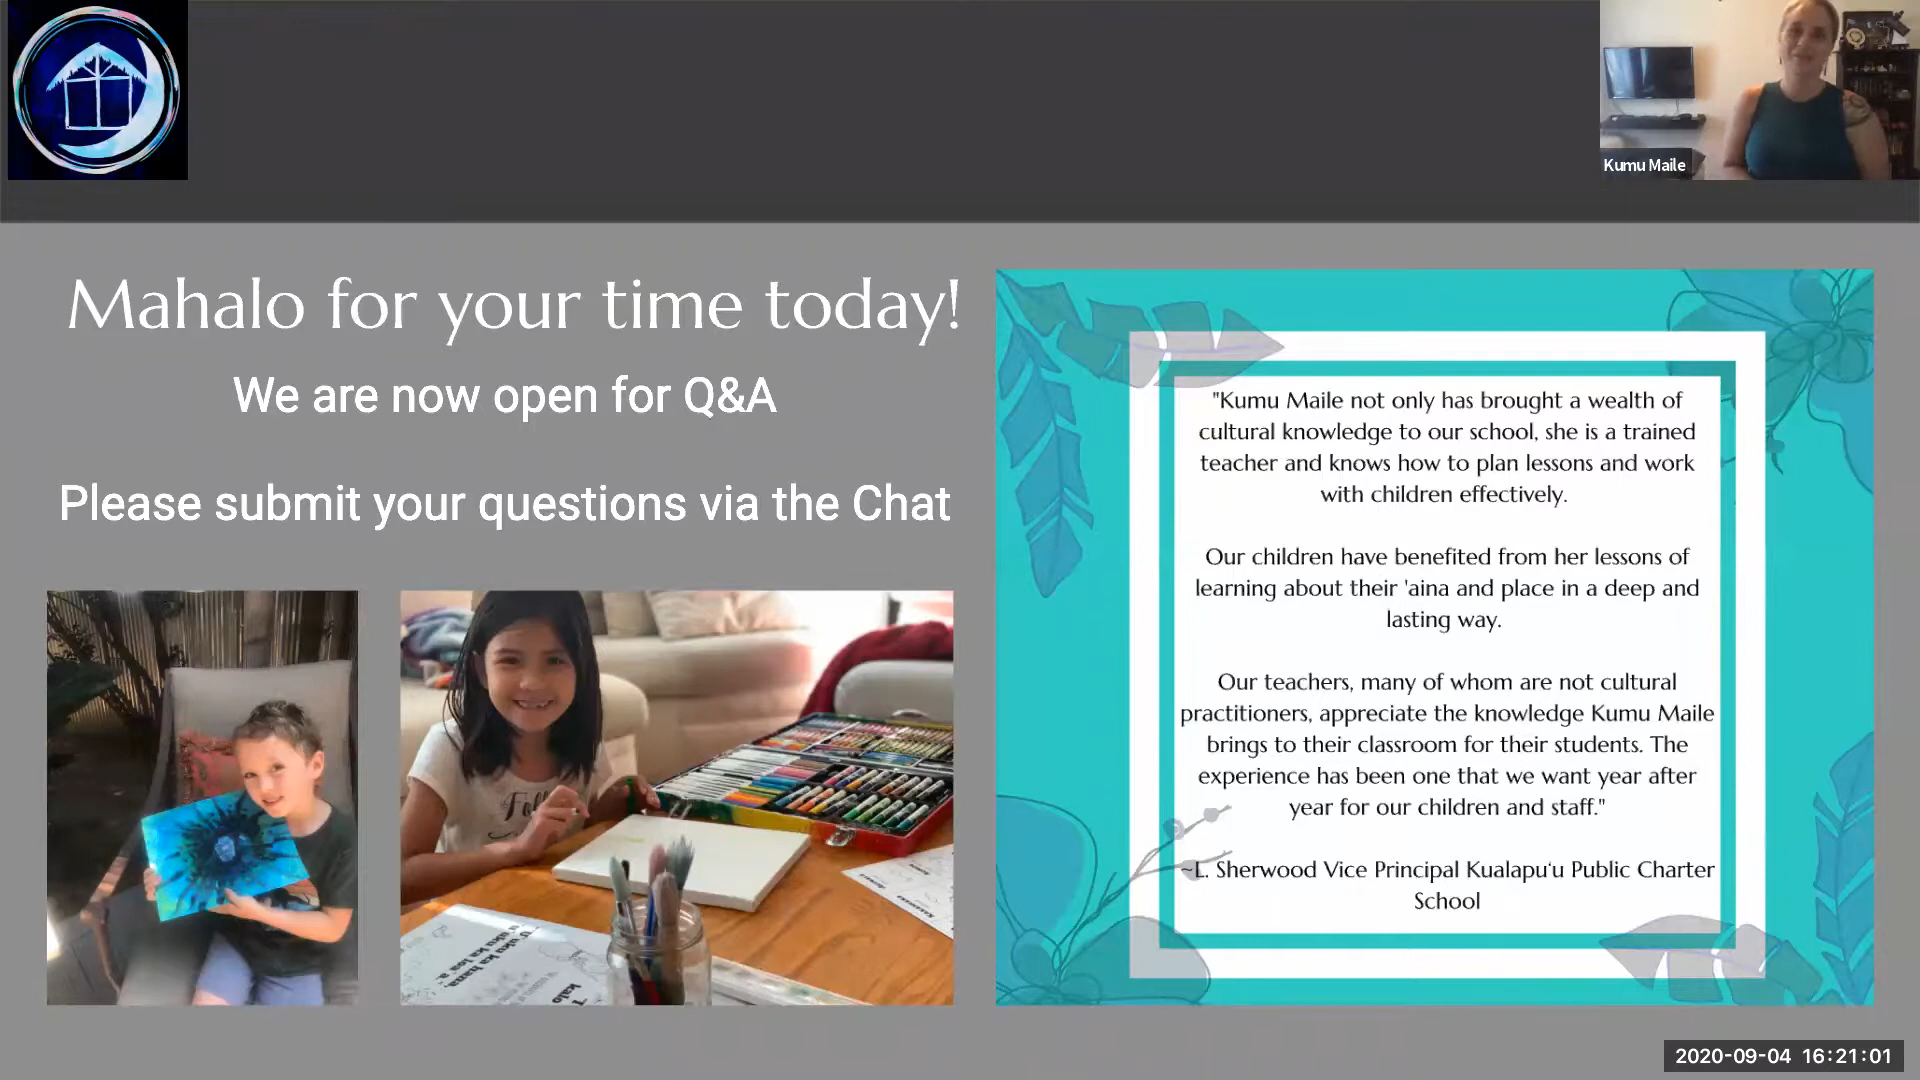 Kumu Maile
Mahalo for your time today!
We are now open for Q&A
Please submit your questions via the Chat
"Kumu Maile not only has brought a wealth of
cultural knowledge to our school, she is a trained
teacher and knows how to plan lessons and work
with children effectively.
Our children have benefited from her lessons of
learning about their 'aina and place in a deep and
lasting way.
Our teachers, many of whom are not cultural
practitioners, appreciate the knowledge Kumu Maile
brings to their classroom for their students. The
experience has been one that we want year after
year for our children and staff."
~L. Sherwood Vice Principal Kualapuʻu Public Charter
School
2020-09-04 16:21:01